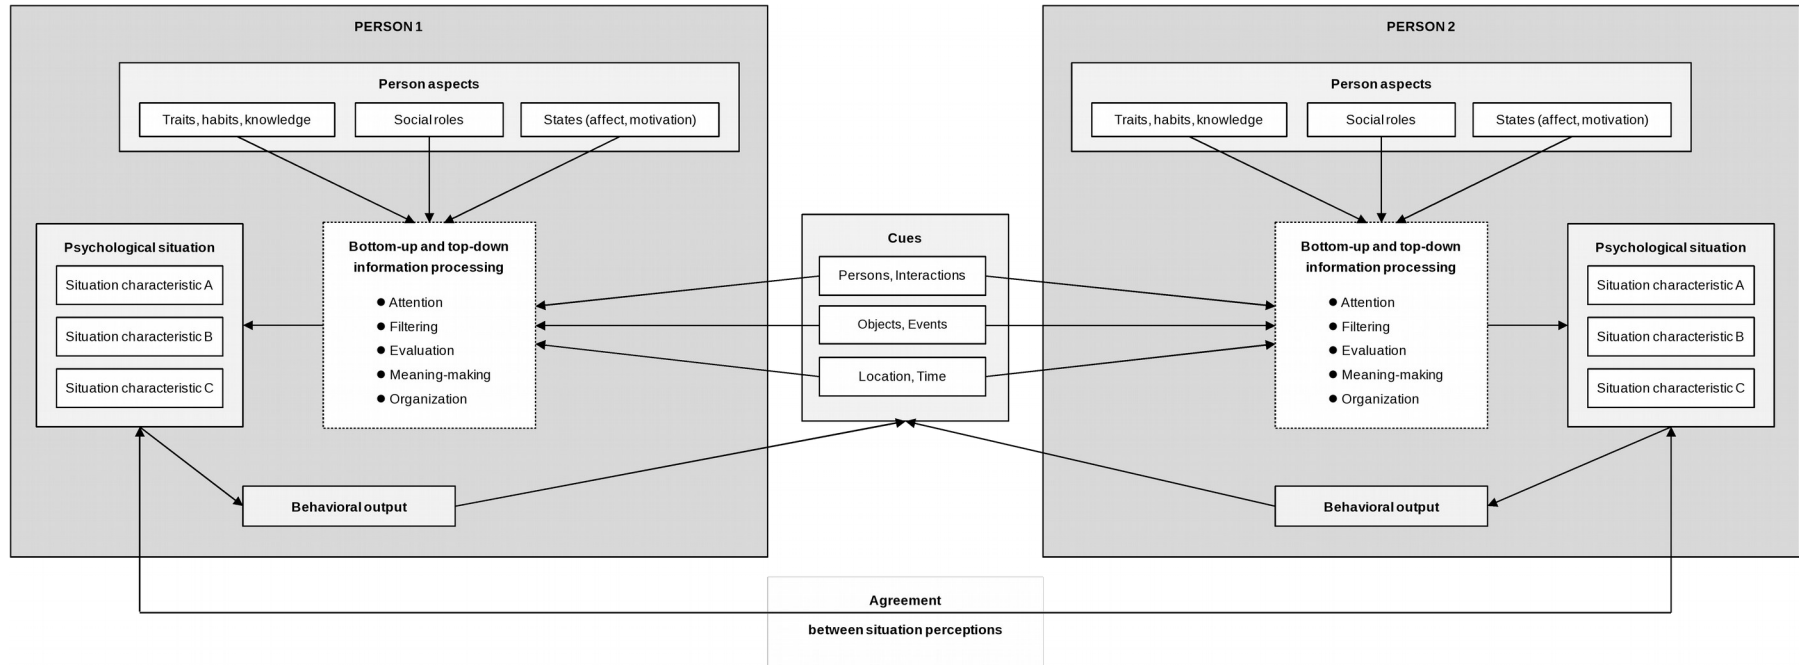 PERSON 1
Person aspects
Traits, habits, knowledge
Social roles
States (affect, motivation)
Psychological situation
Situation characteristic A
Situation characteristic B
Situation characteristic C
Bottom-up and top-down
information processing
● Attention
● Filtering
● Evaluation
● Meaning-making
● Organization
Behavioral output
Cues
Persons, Interactions
Objects, Events
Location, Time
PERSON 2
Person aspects
Traits, habits, knowledge
Social roles
States (affect, motivation)
Bottom-up and top-down
information processing
● Attention
● Filtering
● Evaluation
● Meaning-making
● Organization
Psychological situation
Situation characteristic A
Situation characteristic B
Situation characteristic C
Behavioral output
Agreement
between situation perceptions